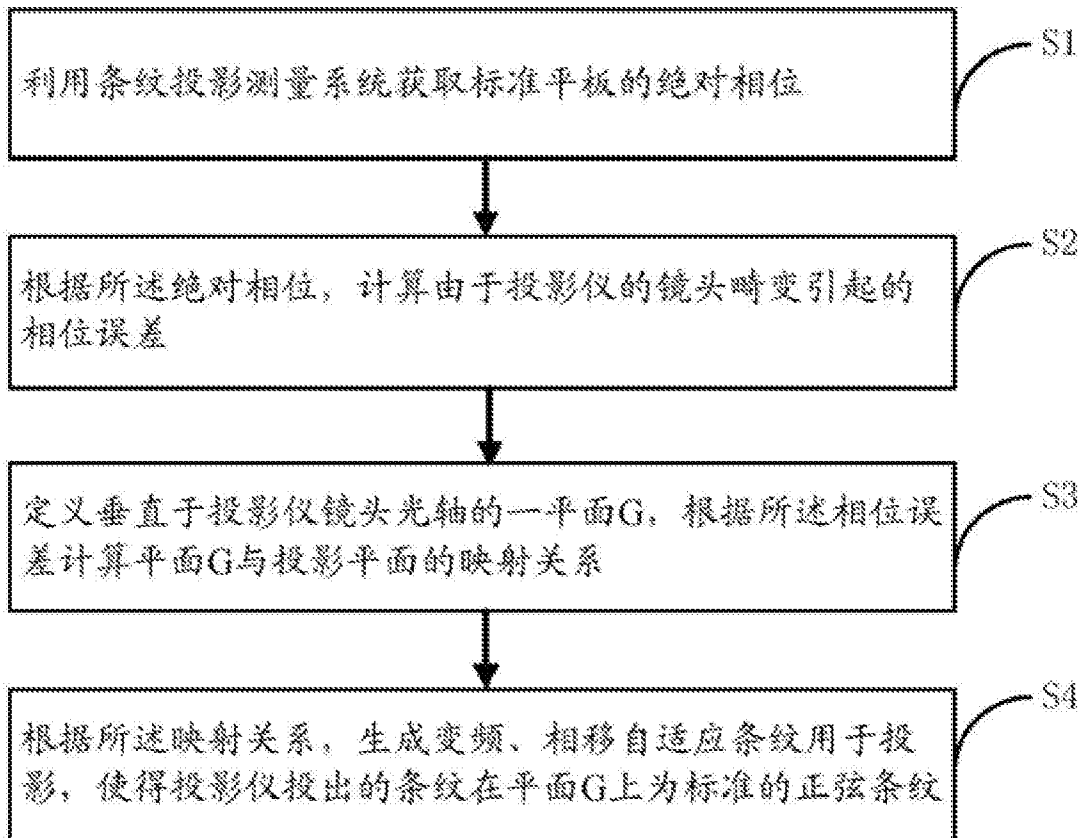 利用条纹投影测量系统获取标准平板的绝对相位
S1
根据所述绝对相位，计算由于投影仪的镜头畸变引起的
相位误差
S2
定义垂直于投影仪镜头光轴的一平面G，根据所述相位误
差计算平面G与投影平面的映射关系
S3
根据所述映射关系，生成变频、相移自适应条纹用于投
影，使得投影仪投出的条纹在平面G上为标准的正弦条纹
S4